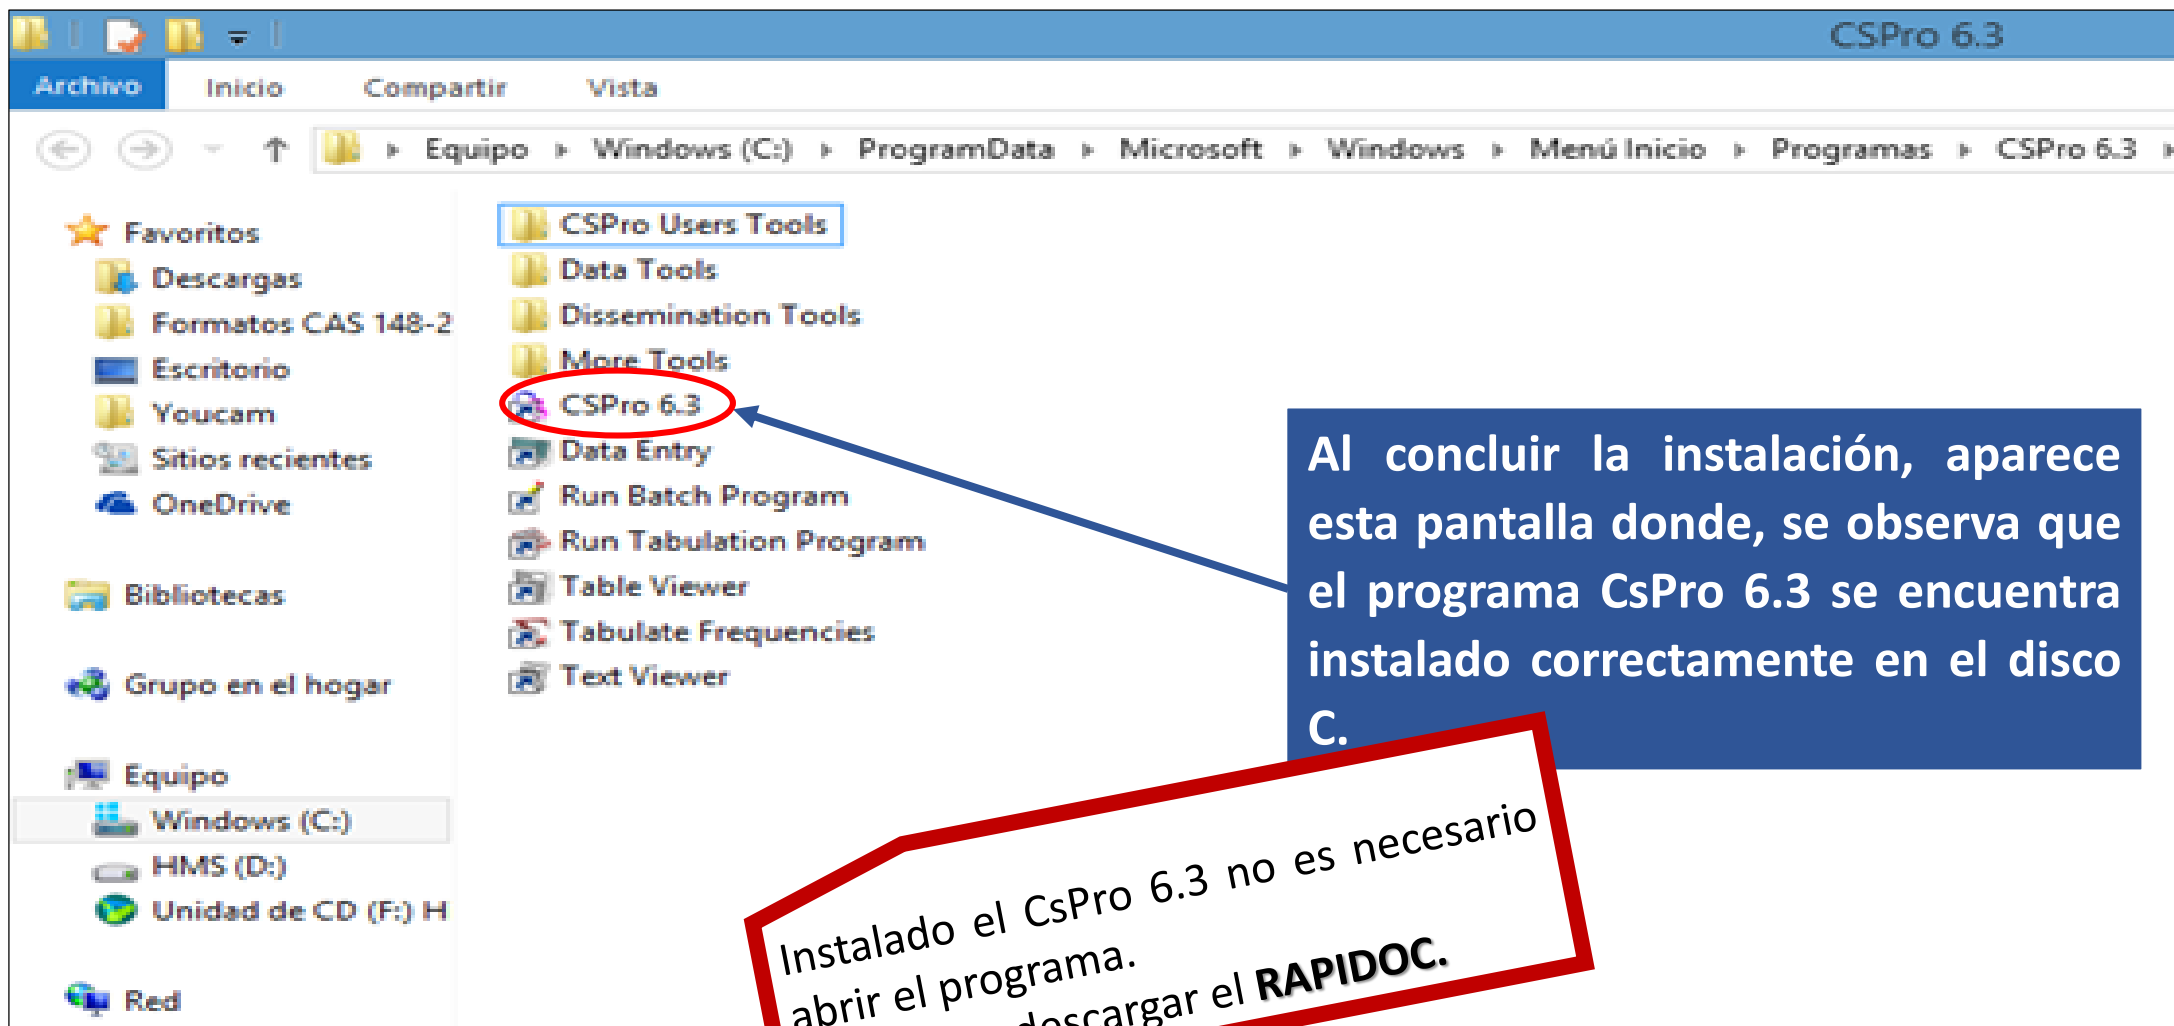 CSPro 6.3
Archivo Inicio Compartir Vista
Equipo Windows (C:) ProgramData Microsoft Windows Menú Inicio Programas CSPro 6.3
Favoritos
Descargas
Formatos CAS 148-2
Escritorio
Youcam
Sitios recientes
OneDrive
Bibliotecas
Grupo en el hogar
Equipo
Windows (C:)
HMS (D:)
Unidad de CD (F:) H
Red
CSPro Users Tools
Data Tools
Dissemination Tools
More Tools
CSPro 6.3
Data Entry
Run Batch Program
Run Tabulation Program
Table Viewer
Tabulate Frequencies
Text Viewer
Al concluir la instalación, aparece
esta pantalla donde, se observa que
el programa CsPro 6.3 se encuentra
instalado correctamente en el disco
C.
Instalado el CsPro 6.3 no es necesario
abrir el programa.
descargar el RAPIDOC.